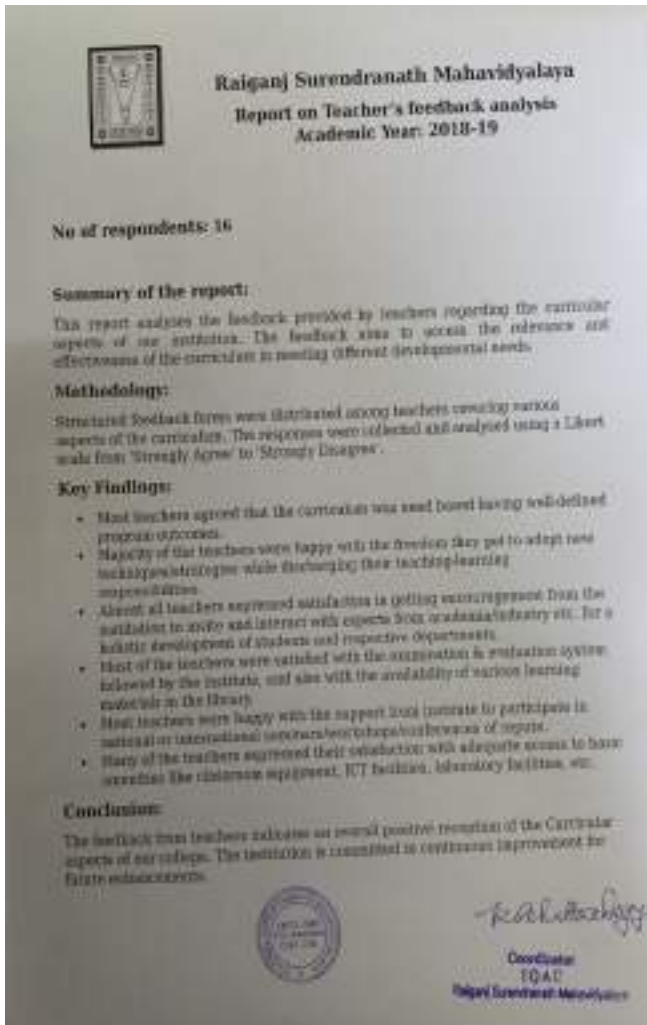 Raiganj Surendranath Mahavidyalaya
Report on Teacher's feedback analysis
Academic Year: 2018-19
No of respondents: 16
Summary of the report:
This report analyses the feedback provided by teachers regarding the curricular
aspects of our institution. The feedback aims to access the relevance and
effectiveness of the curriculum in meeting different developmental needs.
Methodology:
Structured feedback forms were distributed among teachers covering various
aspects of the curriculum. The responses were collected and analysed using a Likert
scale from 'Strongly Agree' to 'Strongly Disagree'.
Key Findings:
• Most teachers agreed that the curriculum was need based having well-defined
program outcomes.
• Majority of the teachers were happy with the freedom they get to adopt new
techniques/strategies while discharging their teaching-learning
responsibilities.
• Almost all teachers expressed satisfaction in getting encouragement from the
institution to invite and interact with experts from academia/industry etc. for a
holistic development of students and respective departments.
• Most of the teachers were satisfied with the examination & evaluation system
followed by the institute, and also with the availability of various learning
materials in the library.
• Most teachers were happy with the support from institute to participate in
national or international seminars/workshops/conferences of repute.
• Many of the teachers expressed their satisfaction with adequate access to basic
amenities like classroom equipment, ICT facilities, laboratory facilities, etc.
Conclusion:
The feedback from teachers indicates an overall positive reception of the Curricular
aspects of our college. The institution is committed to continuous improvement for
future enhancements.
Coordinator
IQAC
Raiganj Surendranath Mahavidyalaya